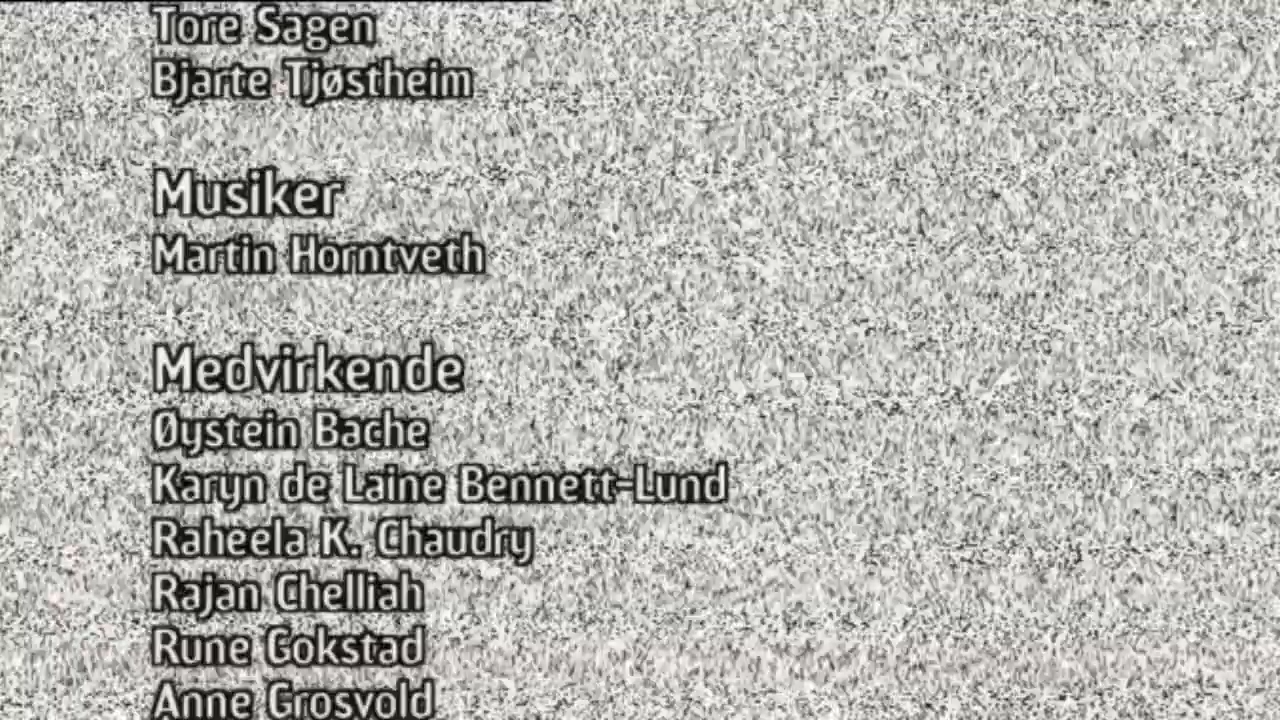 Tore Sagen
Bjarte Tjøstheim
Musiker
Martin Horntveth
Medvirkende
Øystein Bache
Karyn de Laine Bennett-Lund
Raheela K. Chaudry
Rajan Chelliah
Rune Gokstad
Anne Grosvold